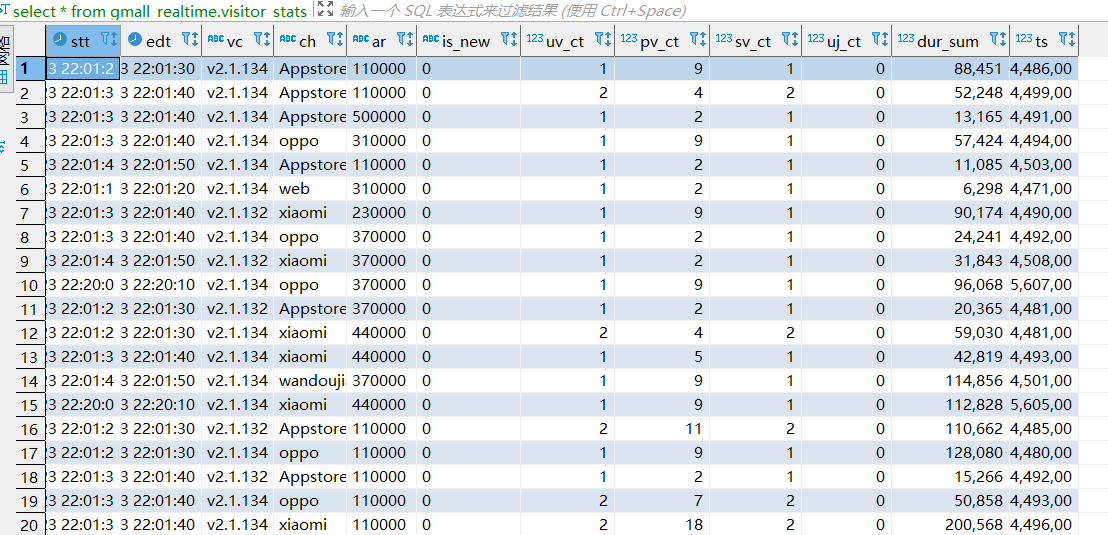 select * from gmall_realtime.visitor_stats 输入一个 SQL 表达式来过滤结果 (使用 Ctrl+Space)
stt edt ABC vc ABC ch ABC ar ABC is_new 123 uv_ct 123 pv_ct 123 sv_ct 123 uj_ct 123 dur_sum 123 ts
1 3 22:01:2 3 22:01:30 v2.1.134 Appstore 110000 0 1 9 1 0 88,451 4,486,00
2 3 22:01:3 3 22:01:40 v2.1.134 Appstore 110000 0 2 4 2 0 52,248 4,499,00
3 3 22:01:3 3 22:01:40 v2.1.134 Appstore 500000 0 1 2 1 0 13,165 4,491,00
4 3 22:01:3 3 22:01:40 v2.1.134 oppo 310000 0 1 9 1 0 57,424 4,494,00
5 3 22:01:4 3 22:01:50 v2.1.134 Appstore 110000 0 1 2 1 0 11,085 4,503,00
6 3 22:01:1 3 22:01:20 v2.1.134 web 310000 0 1 2 1 0 6,298 4,471,00
7 3 22:01:3 3 22:01:40 v2.1.132 xiaomi 230000 0 1 9 1 0 90,174 4,490,00
8 3 22:01:3 3 22:01:40 v2.1.134 oppo 370000 0 1 2 1 0 24,241 4,492,00
9 3 22:01:4 3 22:01:50 v2.1.132 xiaomi 370000 0 1 2 1 0 31,843 4,508,00
10 3 22:20:0 3 22:20:10 v2.1.134 oppo 370000 0 1 9 1 0 96,068 5,607,00
11 3 22:01:2 3 22:01:30 v2.1.132 Appstore 370000 0 1 2 1 0 20,365 4,481,00
12 3 22:01:2 3 22:01:30 v2.1.134 xiaomi 440000 0 2 4 2 0 59,030 4,481,00
13 3 22:01:3 3 22:01:40 v2.1.134 xiaomi 440000 0 1 5 1 0 42,819 4,493,00
14 3 22:01:4 3 22:01:50 v2.1.134 wandouji 370000 0 1 9 1 0 114,856 4,501,00
15 3 22:20:0 3 22:20:10 v2.1.134 xiaomi 440000 0 1 9 1 0 112,828 5,605,00
16 3 22:01:2 3 22:01:30 v2.1.132 Appstore 110000 0 2 11 2 0 110,662 4,485,00
17 3 22:01:2 3 22:01:30 v2.1.134 oppo 110000 0 1 9 1 0 128,080 4,480,00
18 3 22:01:3 3 22:01:40 v2.1.132 Appstore 110000 0 1 2 1 0 15,266 4,492,00
19 3 22:01:3 3 22:01:40 v2.1.134 oppo 110000 0 2 7 2 0 50,858 4,493,00
20 3 22:01:3 3 22:01:40 v2.1.134 xiaomi 110000 0 2 18 2 0 200,568 4,496,00